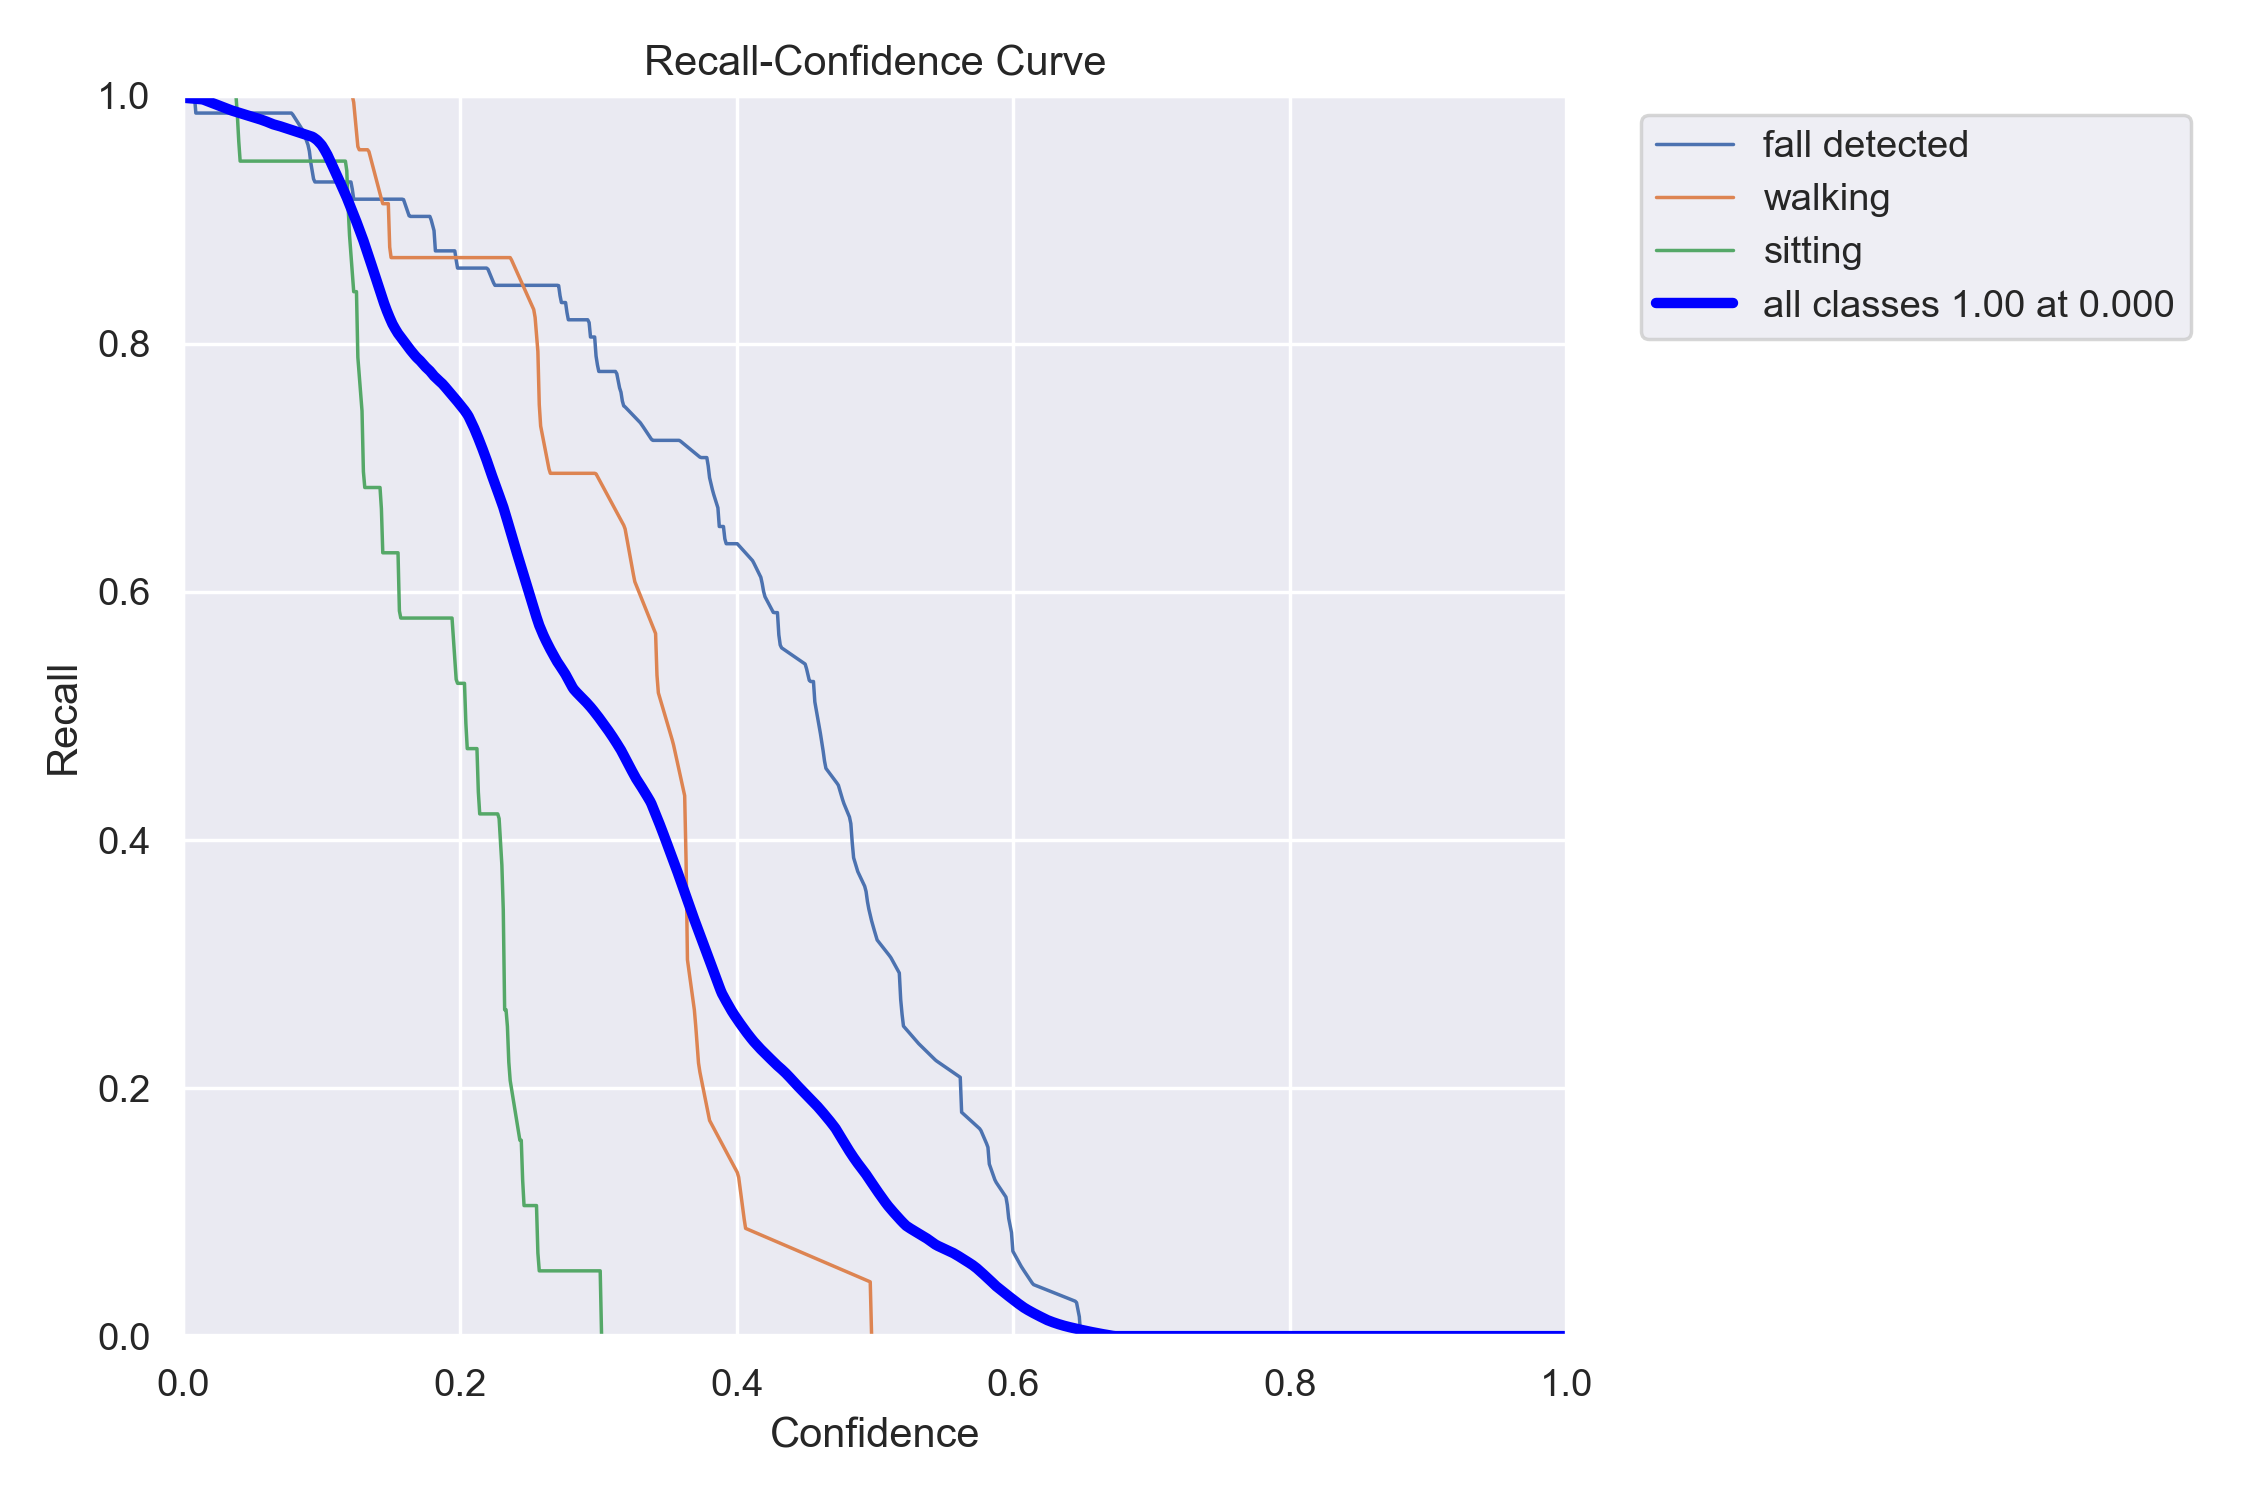 Recall-Confidence Curve
1.0
0.8
0.6
0.4
0.2
0.0
Recall
0.0 0.2 0.4 0.6 0.8 1.0
Confidence
fall detected
walking
sitting
all classes 1.00 at 0.000